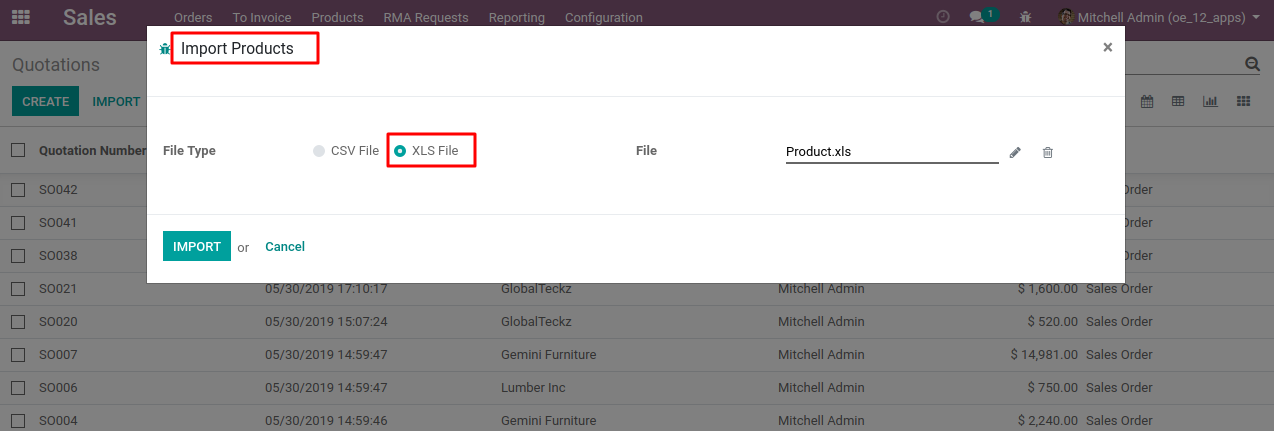 Sales Orders To Invoice Products RMA Requests Reporting Configuration 1 Mitchell Admin (oe_12_apps)
Import Products ×
Quotations
CREATE IMPORT
File Type CSV File XLS File File Product.xls
Quotation Number
SO042 Order
SO041 Order
IMPORT or Cancel
SO038 Order
SO021 05/30/2019 17:10:17 GlobalTeckz Mitchell Admin $ 1,600.00 Sales Order
SO020 05/30/2019 15:07:24 GlobalTeckz Mitchell Admin $ 520.00 Sales Order
SO007 05/30/2019 14:59:47 Gemini Furniture Mitchell Admin $ 14,981.00 Sales Order
SO006 05/30/2019 14:59:47 Lumber Inc Mitchell Admin $ 750.00 Sales Order
SO004 05/30/2019 14:59:46 Gemini Furniture Mitchell Admin $ 2,240.00 Sales Order